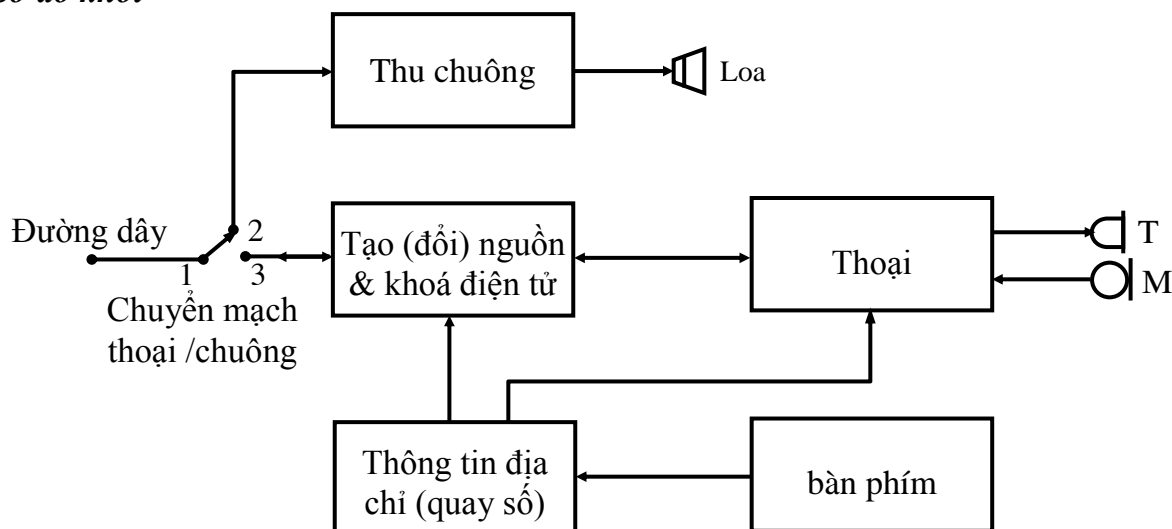 Thu chuông
Loa
Đường dây
2
1
3
Chuyển mạch
thoại /chuông
Tạo (đổi) nguồn
& khoá điện tử
Thoại
T
M
Thông tin địa
chỉ (quay số)
bàn phím